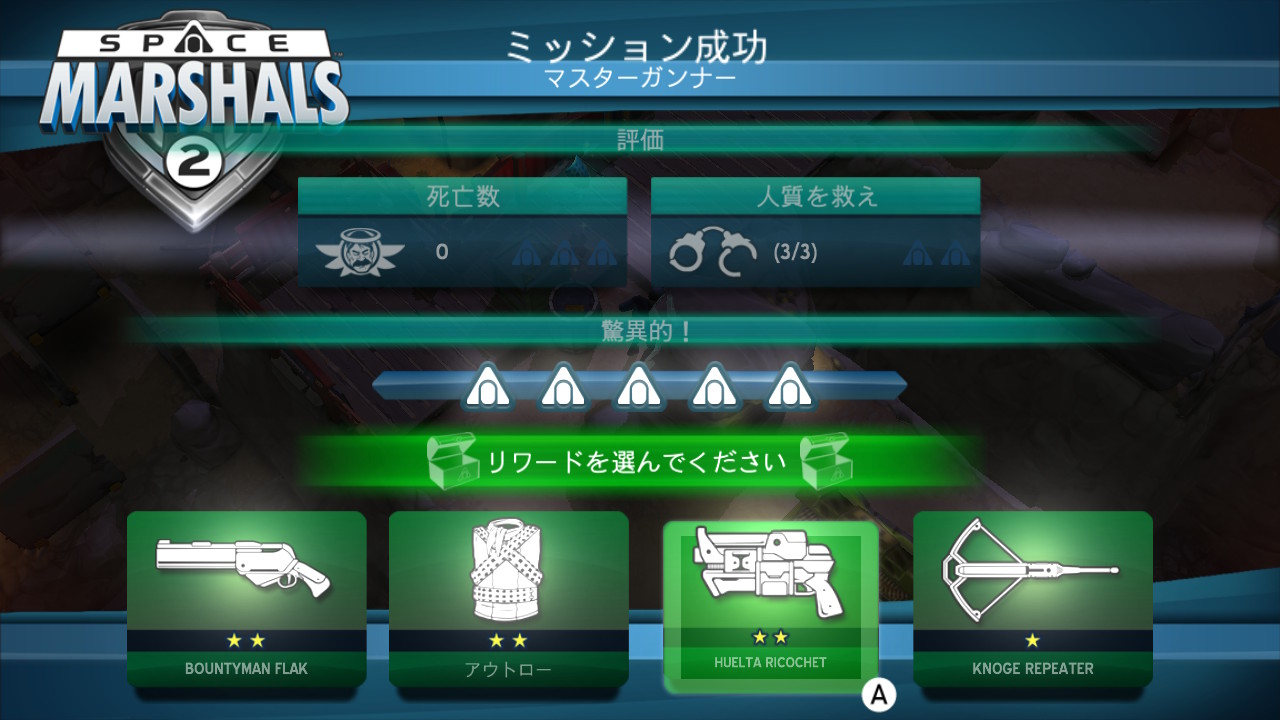 SPACE
MARSHALS
2
ミッション成功
マスターガンナー
評価
死亡数
人質を救え
0
(3/3)
驚異的！
リワードを選んでください
BOUNTYMAN FLAK
アウトロー
HUELTA RICOCHET
KNOGE REPEATER
A